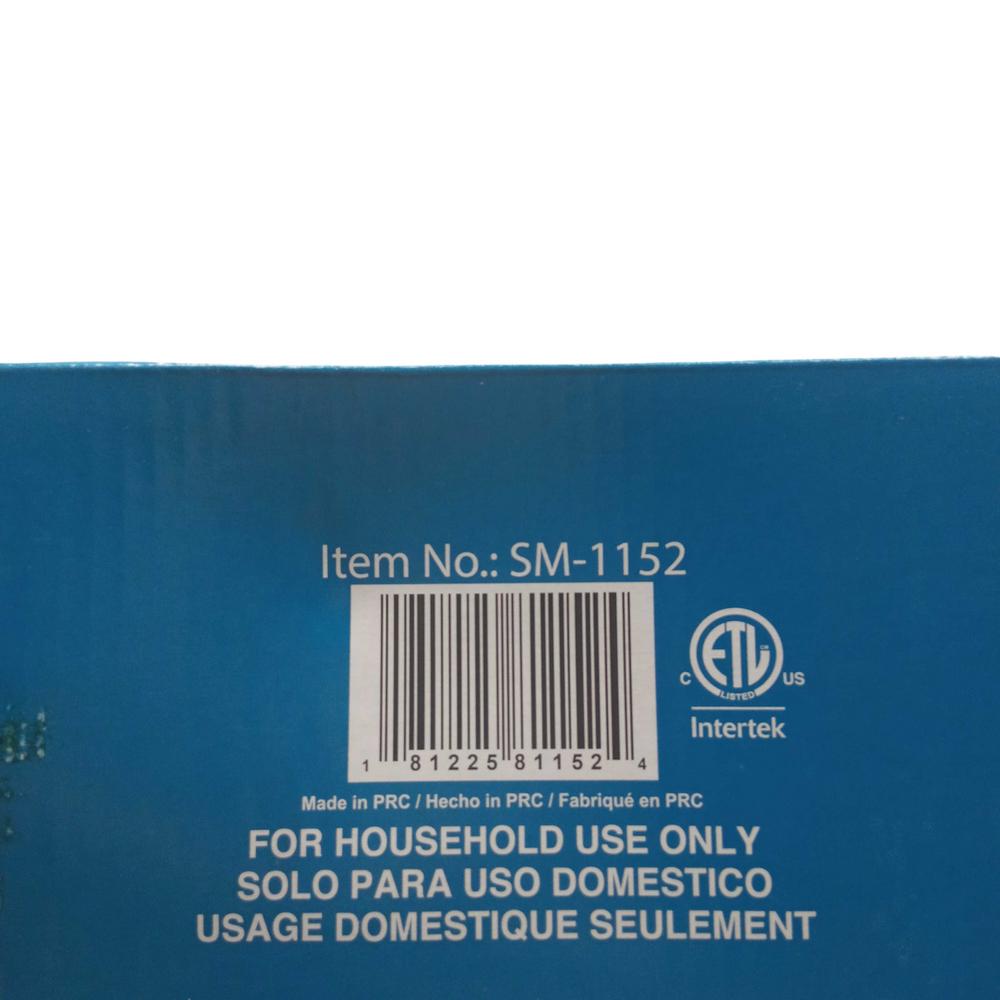 Item No.: SM-1152
1 81225 81152 4
C ETL CM US
LISTED
Intertek
Made in PRC / Hecho in PRC / Fabriqué en PRC
FOR HOUSEHOLD USE ONLY
SOLO PARA USO DOMESTICO
USAGE DOMESTIQUE SEULEMENT